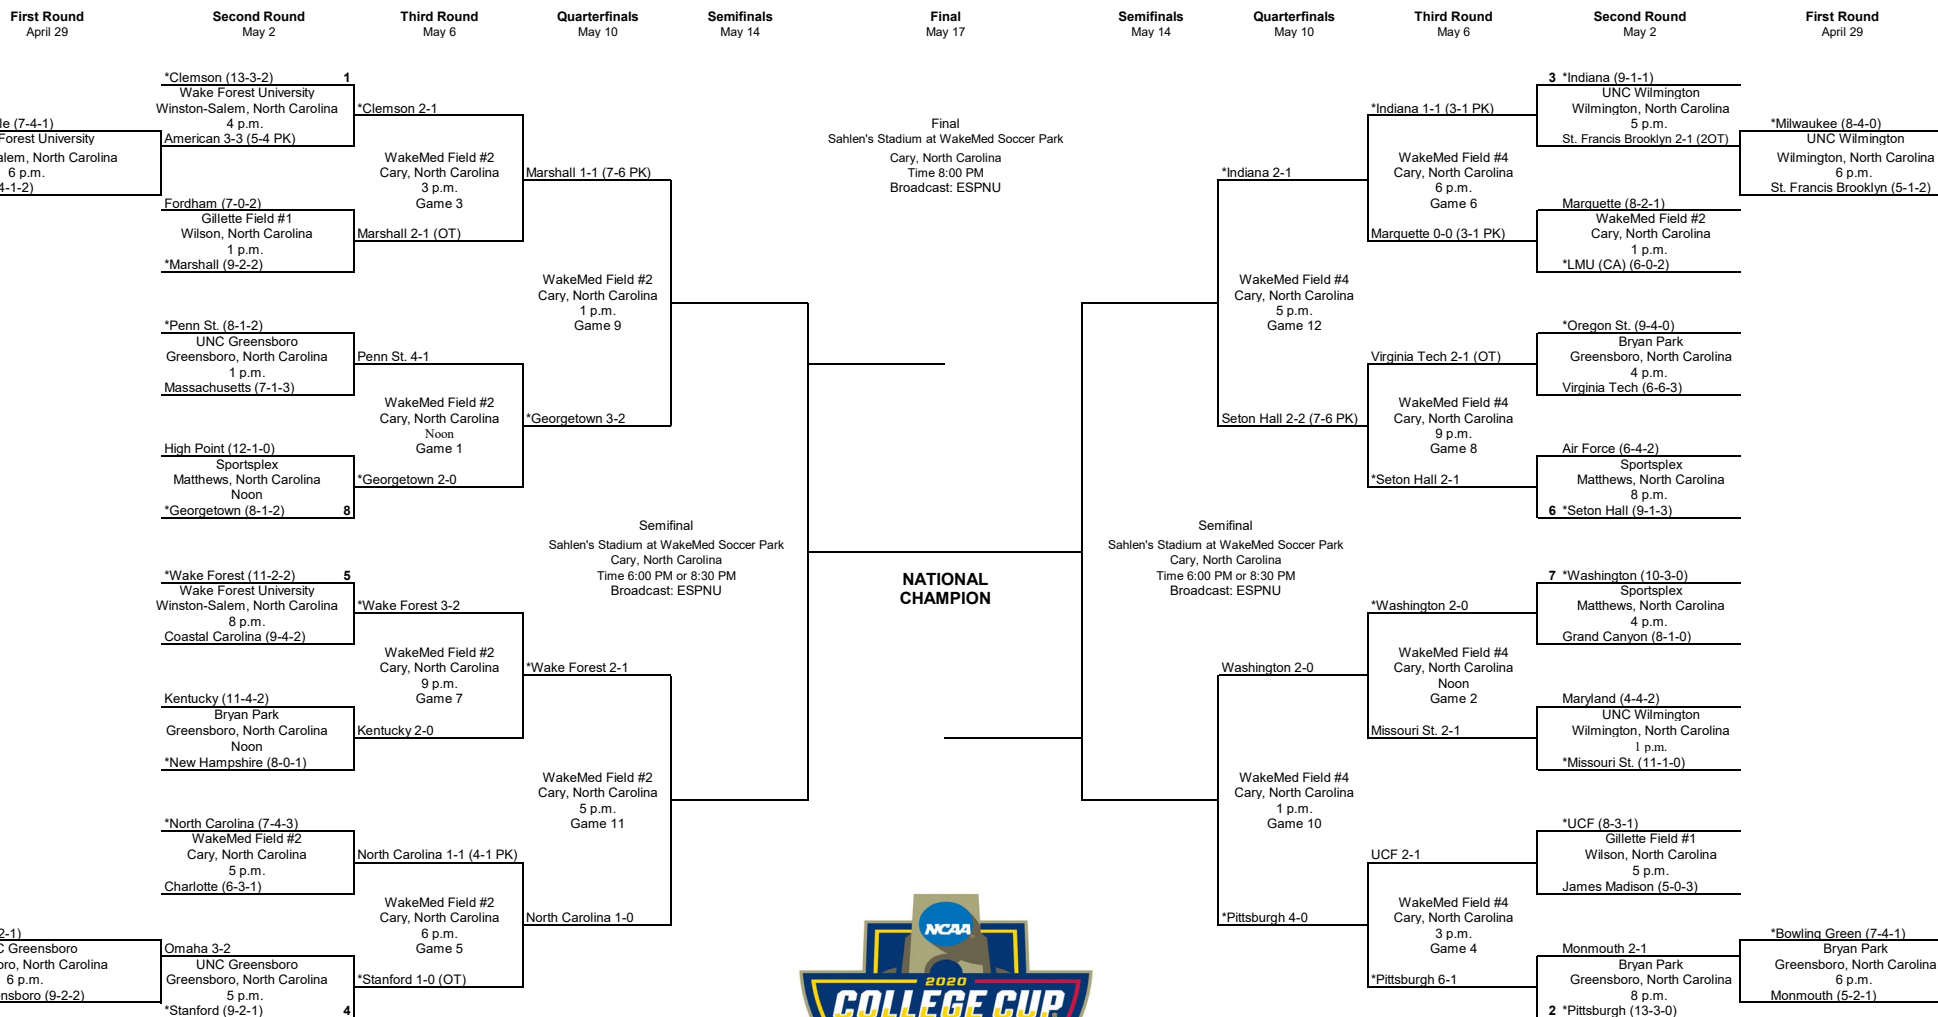 First Round
April 29
Second Round
May 2
Third Round
May 6
Quarterfinals
May 10
Semifinals
May 14
Final
May 17
Semifinals
May 14
Quarterfinals
May 10
Third Round
May 6
Second Round
May 2
First Round
April 29
le (7-4-1)
Forest University
alem, North Carolina
6 p.m.
4-1-2)
2-1)
C Greensboro
oro, North Carolina
6 p.m.
nsboro (9-2-2)
*Clemson (13-3-2) 1
Wake Forest University
Winston-Salem, North Carolina
4 p.m.
American 3-3 (5-4 PK)
Fordham (7-0-2)
Gillette Field #1
Wilson, North Carolina
1 p.m.
*Marshall (9-2-2)
*Penn St. (8-1-2)
UNC Greensboro
Greensboro, North Carolina
1 p.m.
Massachusetts (7-1-3)
High Point (12-1-0)
Sportsplex
Matthews, North Carolina
Noon
*Georgetown (8-1-2) 8
*Wake Forest (11-2-2) 5
Wake Forest University
Winston-Salem, North Carolina
8 p.m.
Coastal Carolina (9-4-2)
Kentucky (11-4-2)
Bryan Park
Greensboro, North Carolina
Noon
*New Hampshire (8-0-1)
*North Carolina (7-4-3)
WakeMed Field #2
Cary, North Carolina
5 p.m.
Charlotte (6-3-1)
Omaha 3-2
UNC Greensboro
Greensboro, North Carolina
5 p.m.
*Stanford (9-2-1) 4
*Clemson 2-1
WakeMed Field #2
Cary, North Carolina
3 p.m.
Game 3
Marshall 2-1 (OT)
Penn St. 4-1
WakeMed Field #2
Cary, North Carolina
Noon
Game 1
*Georgetown 2-0
*Wake Forest 3-2
WakeMed Field #2
Cary, North Carolina
9 p.m.
Game 7
Kentucky 2-0
North Carolina 1-1 (4-1 PK)
WakeMed Field #2
Cary, North Carolina
6 p.m.
Game 5
*Stanford 1-0 (OT)
Marshall 1-1 (7-6 PK)
WakeMed Field #2
Cary, North Carolina
1 p.m.
Game 9
*Georgetown 3-2
*Wake Forest 2-1
WakeMed Field #2
Cary, North Carolina
5 p.m.
Game 11
North Carolina 1-0
Semifinal
Sahlen's Stadium at WakeMed Soccer Park
Cary, North Carolina
Time 6:00 PM or 8:30 PM
Broadcast: ESPNU
Final
Sahlen's Stadium at WakeMed Soccer Park
Cary, North Carolina
Time 8:00 PM
Broadcast: ESPNU
NATIONAL
CHAMPION
NCAA
2020
COLLEGE CUP
Semifinal
Sahlen's Stadium at WakeMed Soccer Park
Cary, North Carolina
Time 6:00 PM or 8:30 PM
Broadcast: ESPNU
*Indiana 2-1
WakeMed Field #4
Cary, North Carolina
5 p.m.
Game 12
Seton Hall 2-2 (7-6 PK)
Washington 2-0
WakeMed Field #4
Cary, North Carolina
1 p.m.
Game 10
*Pittsburgh 4-0
*Indiana 1-1 (3-1 PK)
WakeMed Field #4
Cary, North Carolina
6 p.m.
Game 6
Marquette 0-0 (3-1 PK)
Virginia Tech 2-1 (OT)
WakeMed Field #4
Cary, North Carolina
9 p.m.
Game 8
*Seton Hall 2-1
*Washington 2-0
WakeMed Field #4
Cary, North Carolina
Noon
Game 2
Missouri St. 2-1
UCF 2-1
WakeMed Field #4
Cary, North Carolina
3 p.m.
Game 4
*Pittsburgh 6-1
3 *Indiana (9-1-1)
UNC Wilmington
Wilmington, North Carolina
5 p.m.
St. Francis Brooklyn 2-1 (2OT)
Marquette (8-2-1)
WakeMed Field #2
Cary, North Carolina
1 p.m.
*LMU (CA) (6-0-2)
*Oregon St. (9-4-0)
Bryan Park
Greensboro, North Carolina
4 p.m.
Virginia Tech (6-6-3)
Air Force (6-4-2)
Sportsplex
Matthews, North Carolina
8 p.m.
6 *Seton Hall (9-1-3)
7 *Washington (10-3-0)
Sportsplex
Matthews, North Carolina
4 p.m.
Grand Canyon (8-1-0)
Maryland (4-4-2)
UNC Wilmington
Wilmington, North Carolina
1 p.m.
*Missouri St. (11-1-0)
*UCF (8-3-1)
Gillette Field #1
Wilson, North Carolina
5 p.m.
James Madison (5-0-3)
Monmouth 2-1
Bryan Park
Greensboro, North Carolina
8 p.m.
2 *Pittsburgh (13-3-0)
*Milwaukee (8-4-0)
UNC Wilmington
Wilmington, North Carolina
6 p.m.
St. Francis Brooklyn (5-1-2)
*Bowling Green (7-4-1)
Bryan Park
Greensboro, North Carolina
6 p.m.
Monmouth (5-2-1)